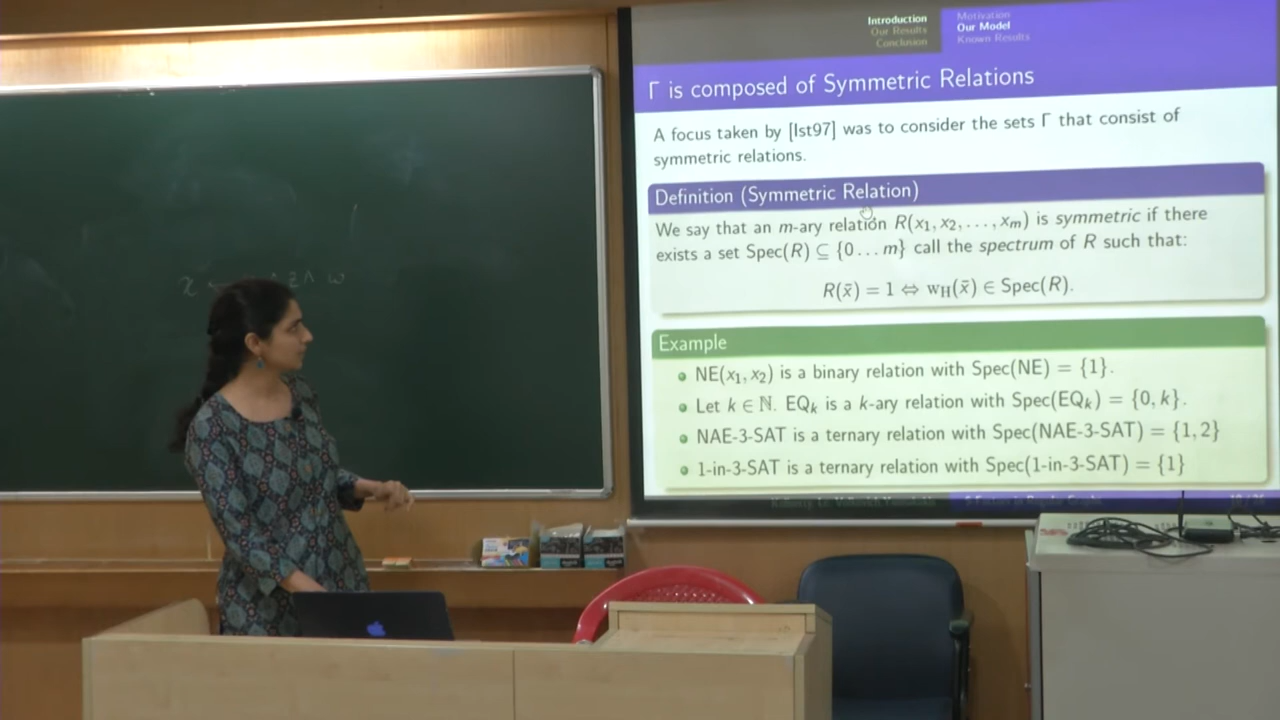 Introduction
Our Results
Conclusion
Motivation
Our Model
Known Results
Γ is composed of Symmetric Relations
A focus taken by [Ist97] was to consider the sets Γ that consist of
symmetric relations.
Definition (Symmetric Relation)
We say that an m-ary relation R(x₁, x₂, . . . , xₘ) is symmetric if there
exists a set Spec(R) ⊆ {0 . . . m} call the spectrum of R such that:
R(x̄) = 1 ⇔ w_H(x̄) ∈ Spec(R).
Example
• NE(x₁, x₂) is a binary relation with Spec(NE) = {1}.
• Let k ∈ ℕ. EQₖ is a k-ary relation with Spec(EQₖ) = {0, k}.
• NAE-3-SAT is a ternary relation with Spec(NAE-3-SAT) = {1, 2}
• 1-in-3-SAT is a ternary relation with Spec(1-in-3-SAT) = {1}